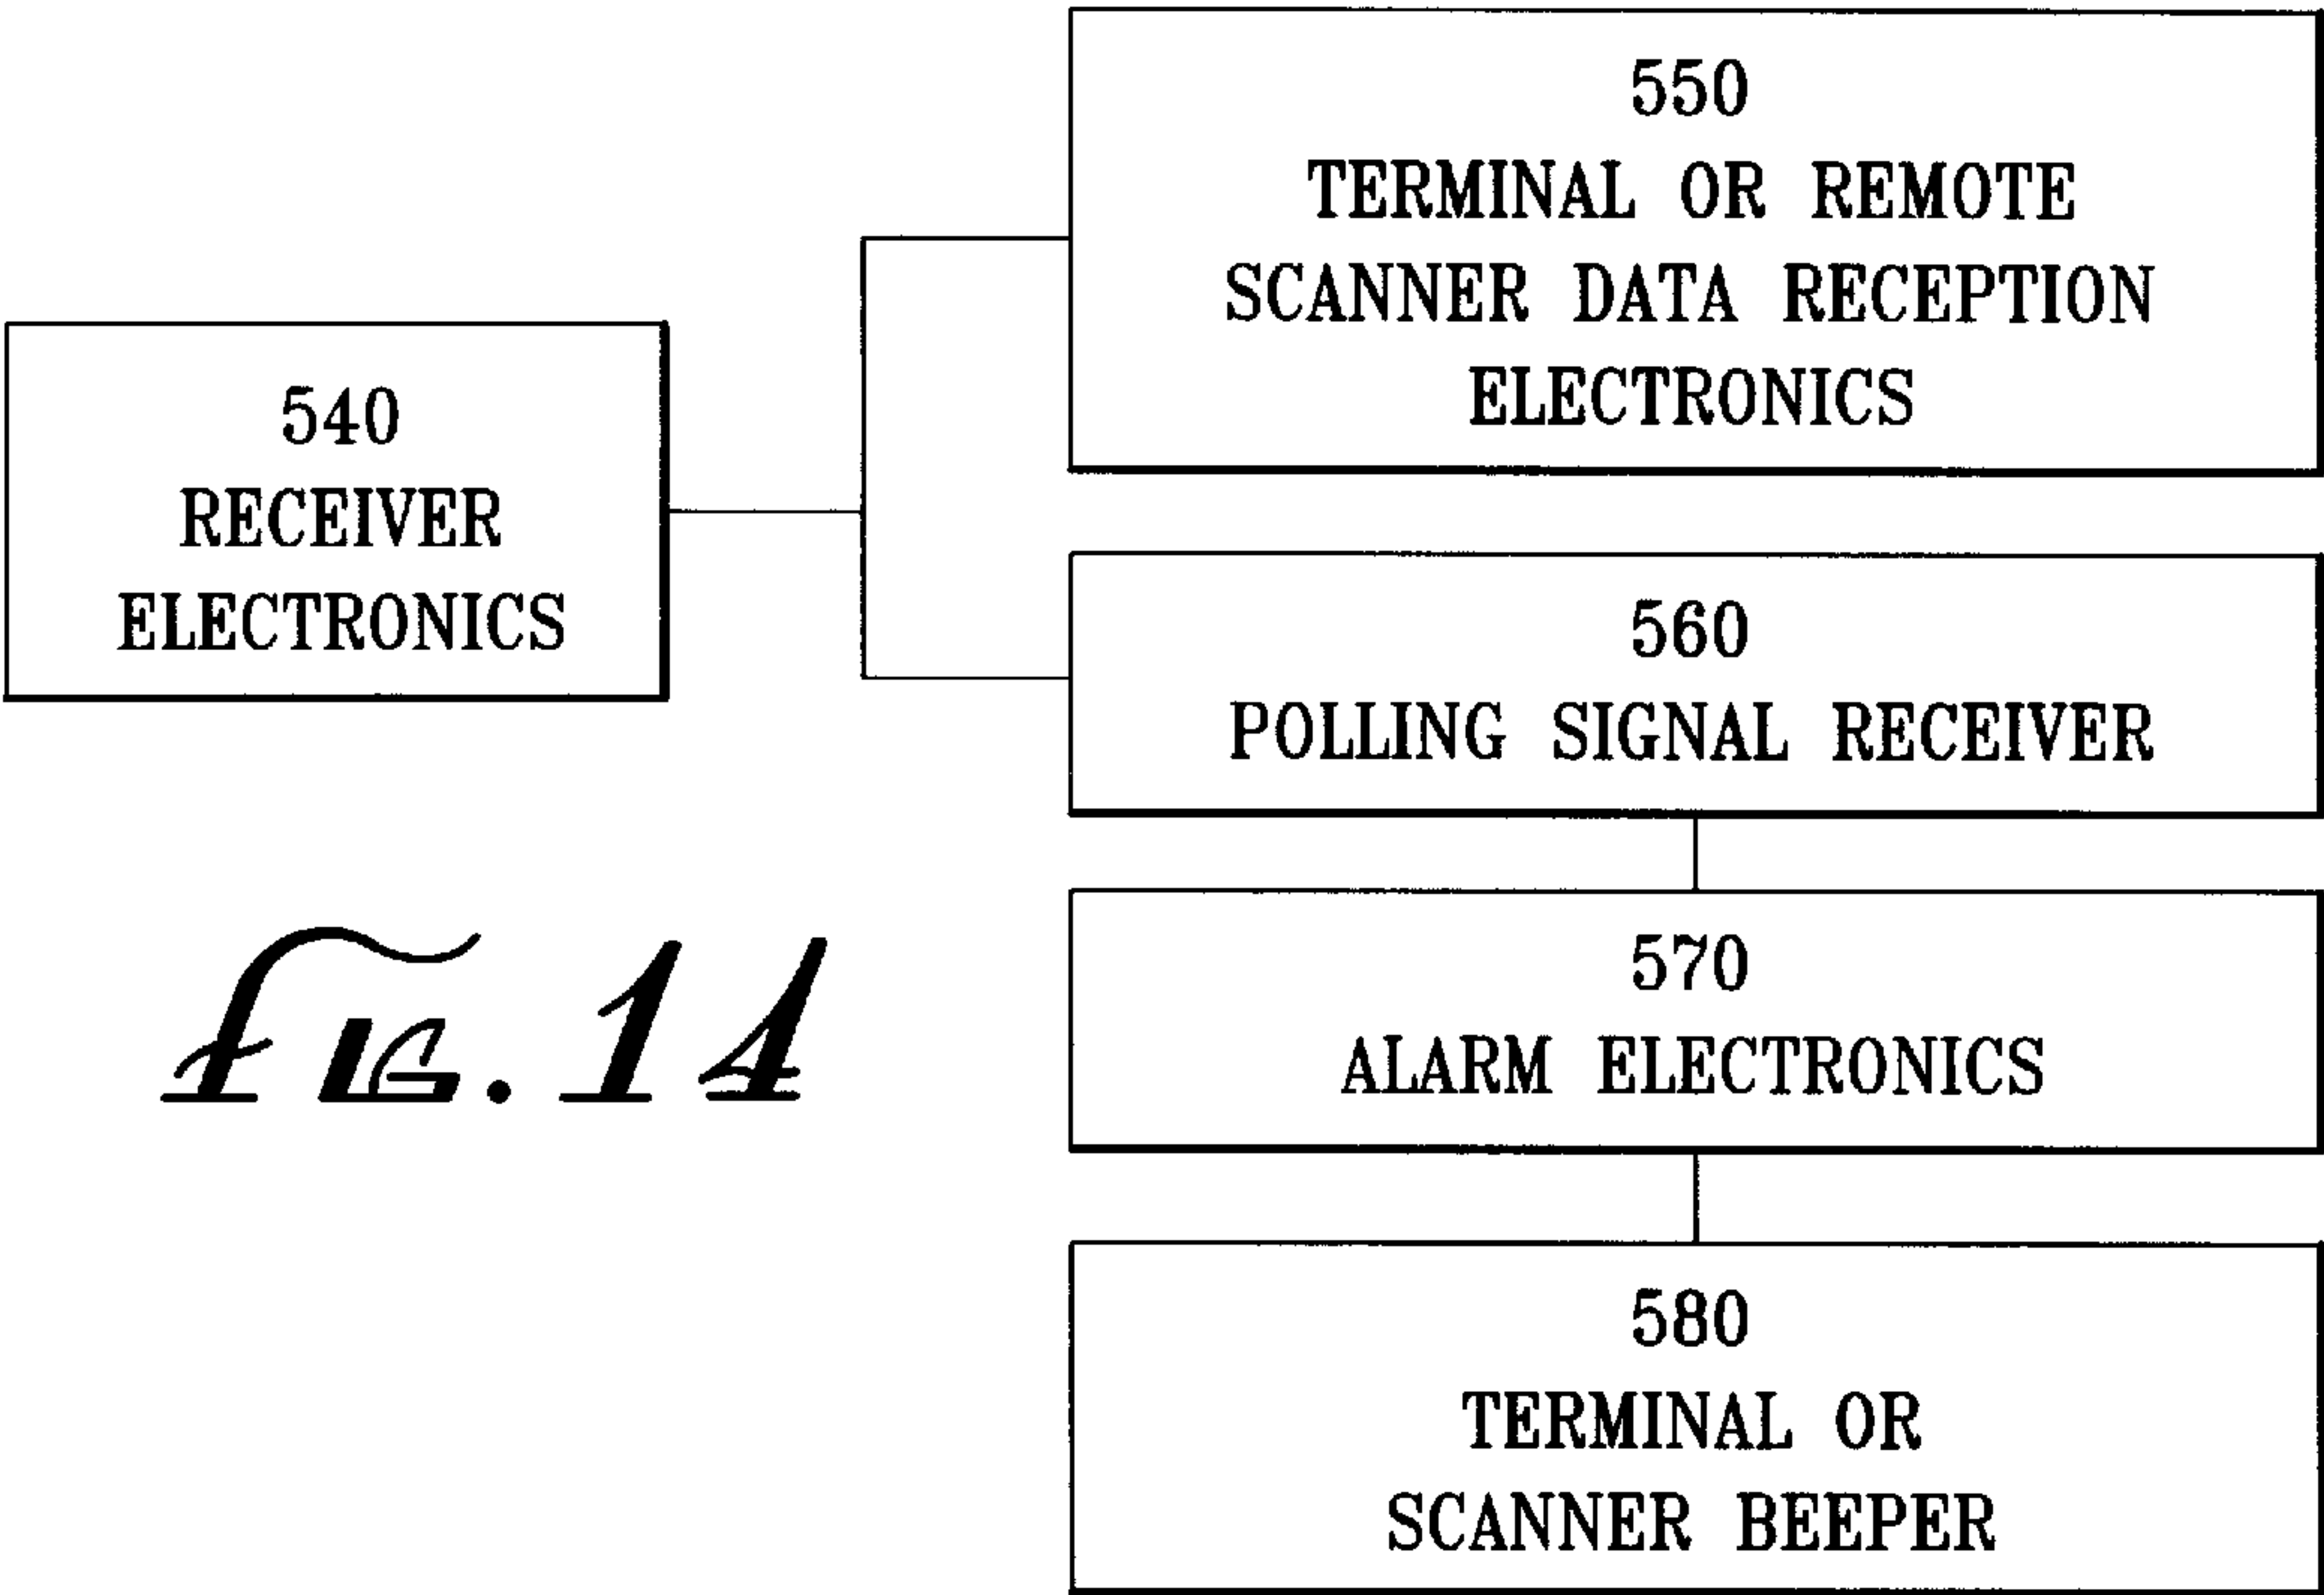 550
TERMINAL OR REMOTE
SCANNER DATA RECEPTION
ELECTRONICS
540
RECEIVER
ELECTRONICS
560
POLLING SIGNAL RECEIVER
570
ALARM ELECTRONICS
580
TERMINAL OR
SCANNER BEEPER
FIG. 14